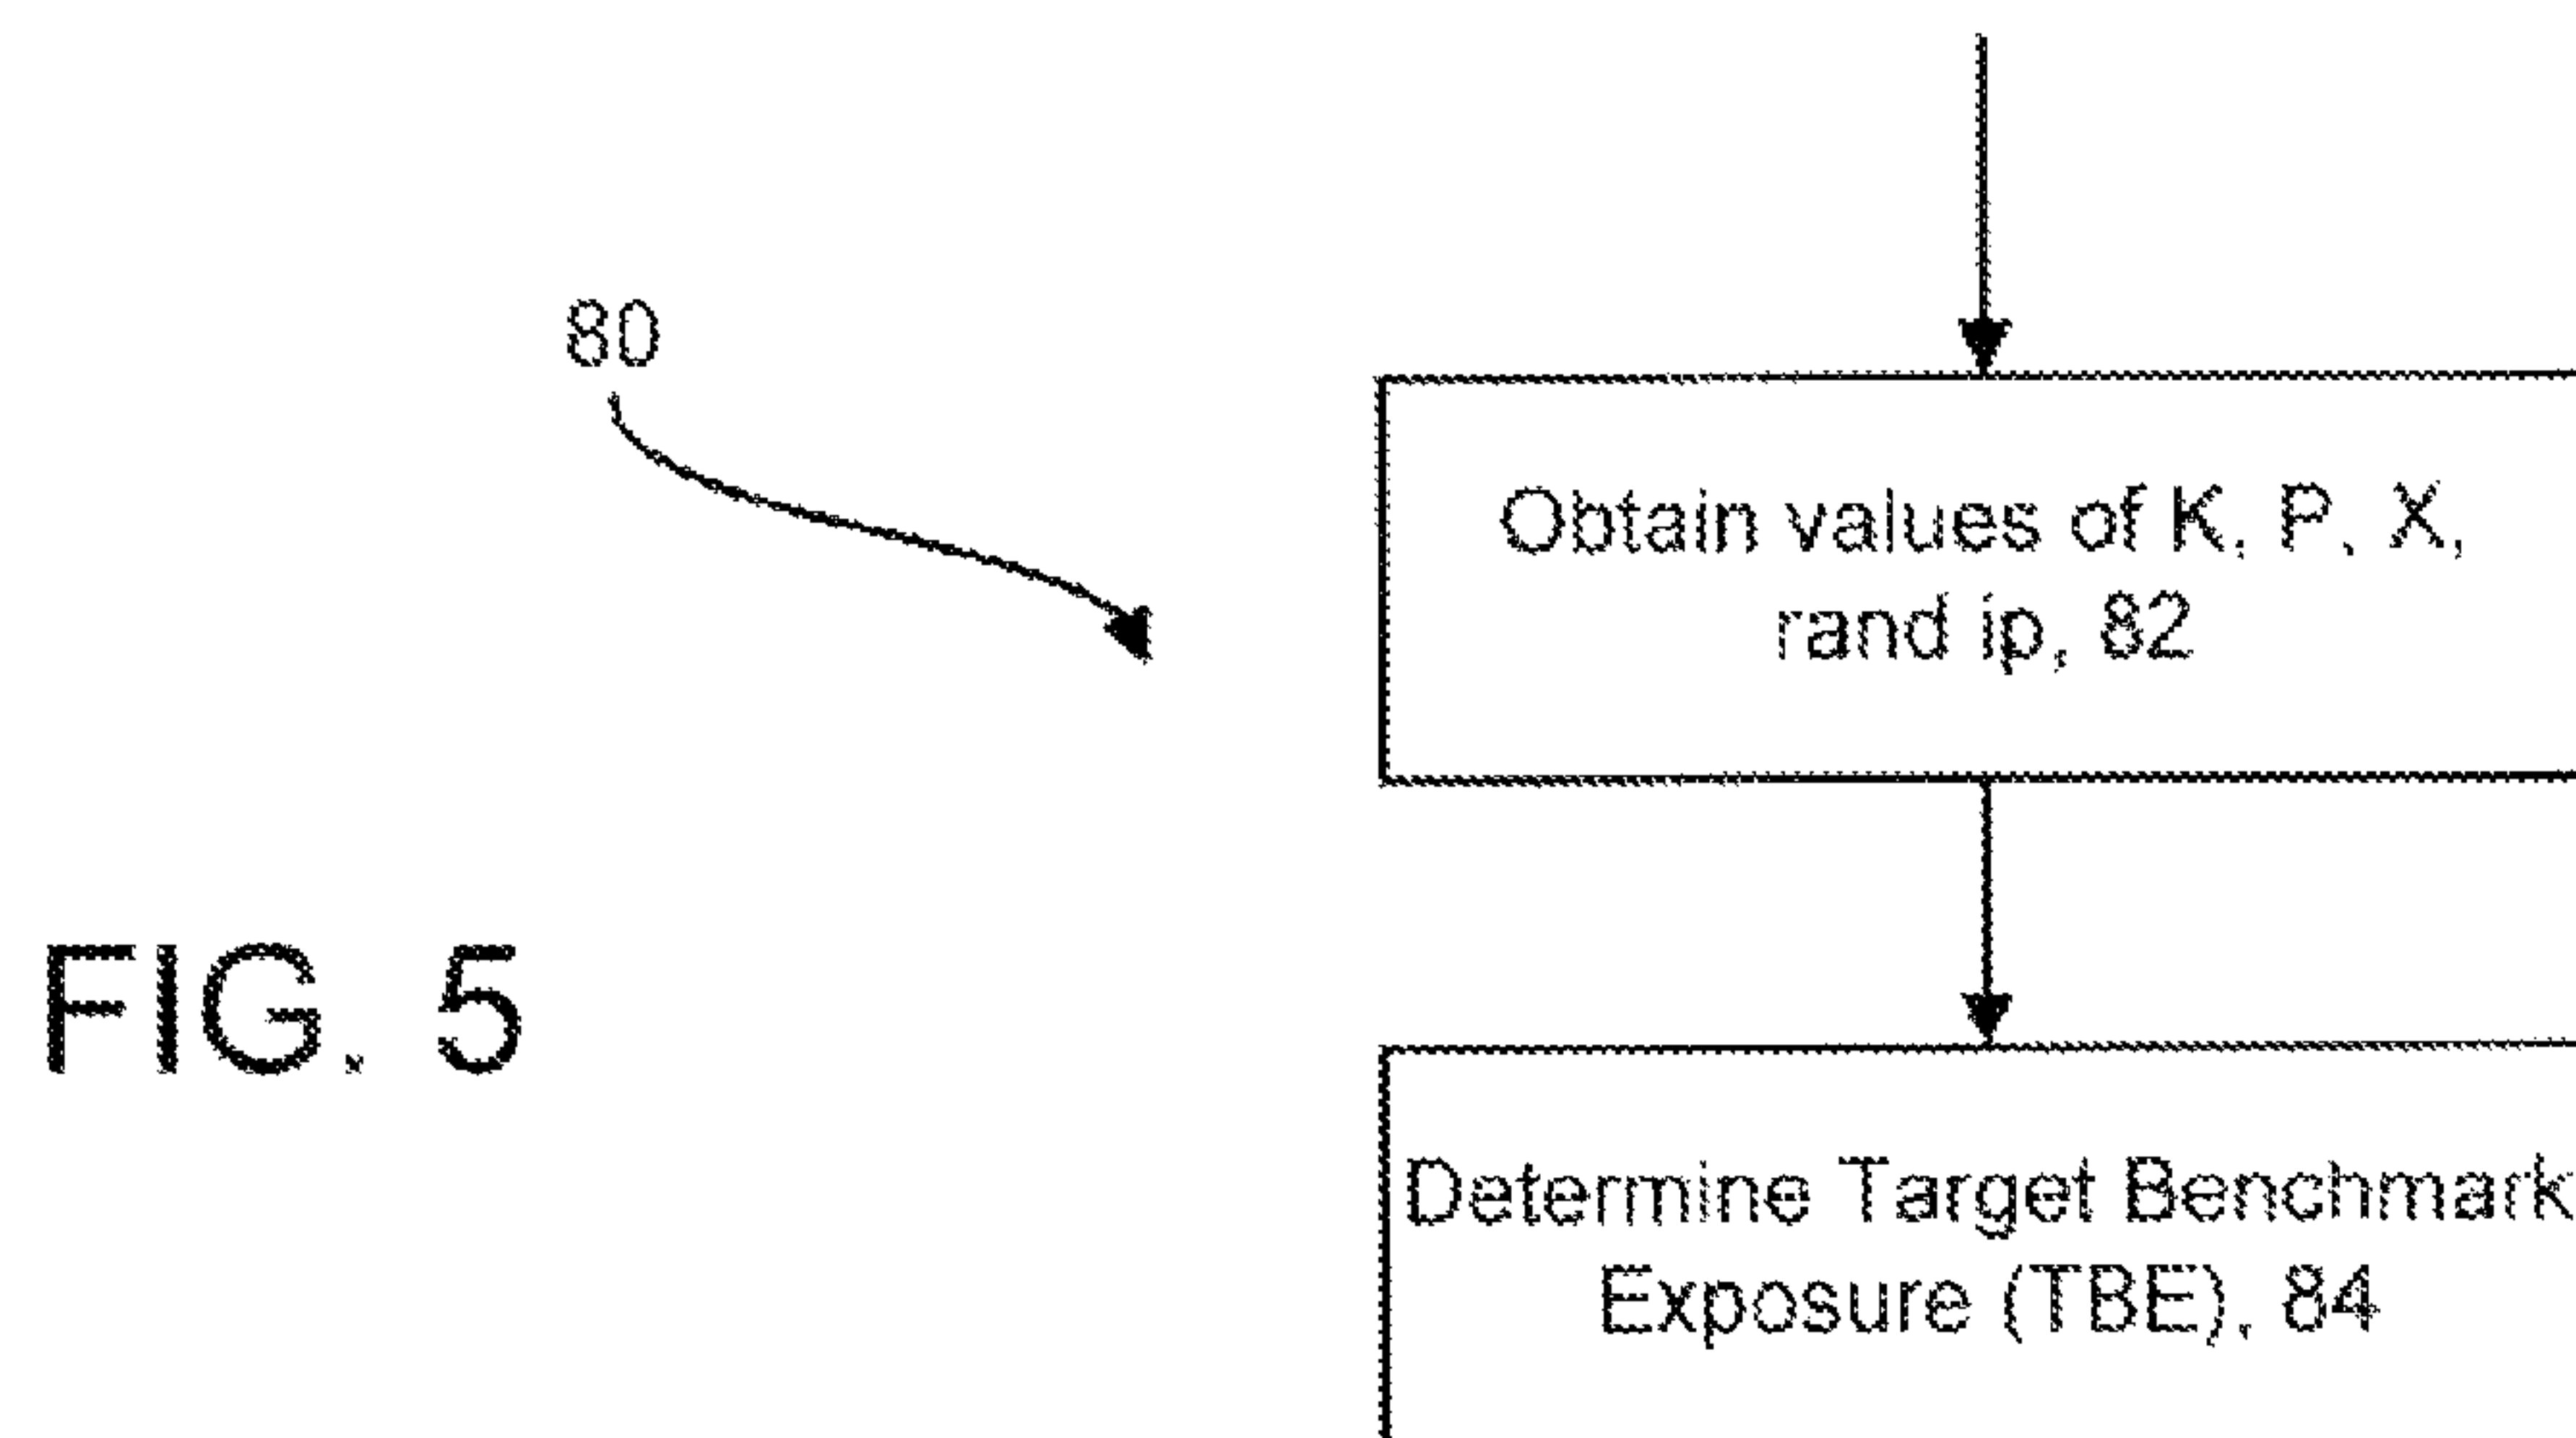 80
Obtain values of K, P, X,
rand ip, 82
FIG. 5
Determine Target Benchmark
Exposure (TBE), 84